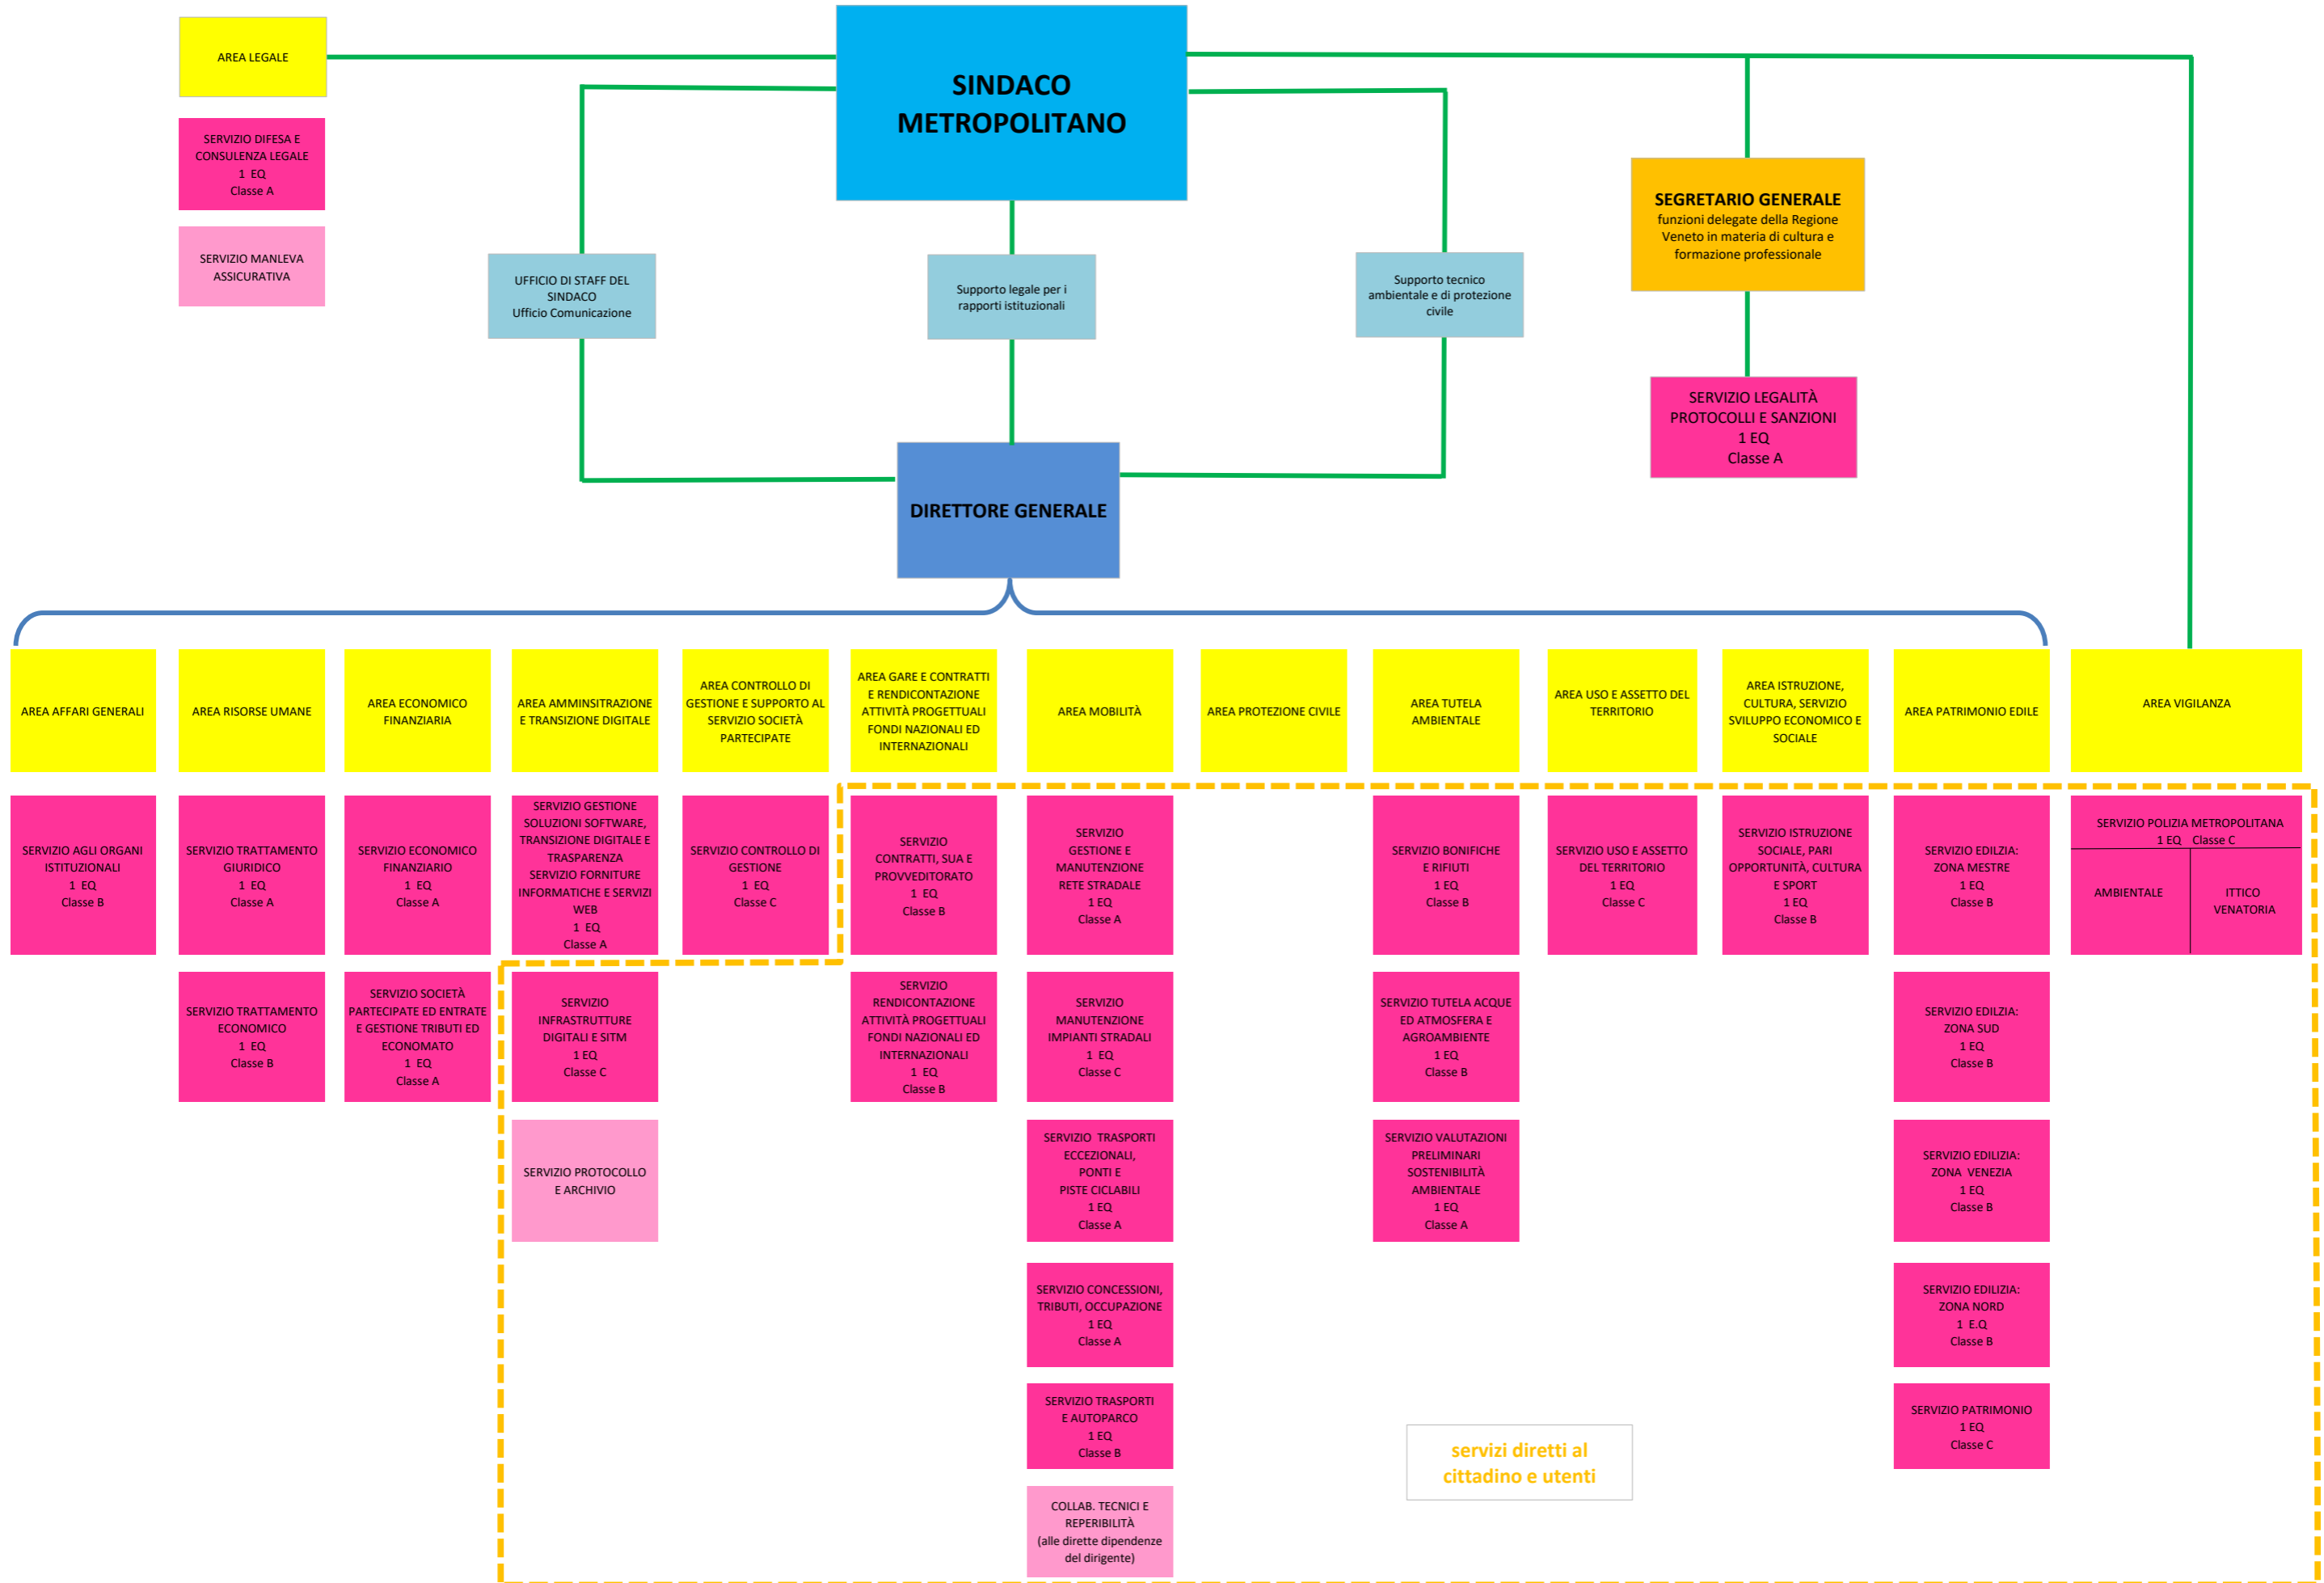 AREA LEGALE
SERVIZIO DIFESA E
CONSULENZA LEGALE
1 EQ
Classe A
SERVIZIO MANLEVA
ASSICURATIVA
SINDACO
METROPOLITANO
UFFICIO DI STAFF DEL
SINDACO
Ufficio Comunicazione
Supporto legale per i
rapporti istituzionali
Supporto tecnico
ambientale e di protezione
civile
SEGRETARIO GENERALE
funzioni delegate della Regione
Veneto in materia di cultura e
formazione professionale
SERVIZIO LEGALITÀ
PROTOCOLLI E SANZIONI
1 EQ
Classe A
DIRETTORE GENERALE
AREA AFFARI GENERALI
SERVIZIO AGLI ORGANI
ISTITUZIONALI
1 EQ
Classe B
AREA RISORSE UMANE
SERVIZIO TRATTAMENTO
GIURIDICO
1 EQ
Classe A
SERVIZIO TRATTAMENTO
ECONOMICO
1 EQ
Classe B
AREA ECONOMICO
FINANZIARIA
SERVIZIO ECONOMICO
FINANZIARIO
1 EQ
Classe A
SERVIZIO SOCIETÀ
PARTECIPATE ED ENTRATE
E GESTIONE TRIBUTI ED
ECONOMATO
1 EQ
Classe A
AREA AMMINSITRAZIONE
E TRANSIZIONE DIGITALE
SERVIZIO GESTIONE
SOLUZIONI SOFTWARE,
TRANSIZIONE DIGITALE E
TRASPARENZA
SERVIZIO FORNITURE
INFORMATICHE E SERVIZI
WEB
1 EQ
Classe A
SERVIZIO
INFRASTRUTTURE
DIGITALI E SITM
1 EQ
Classe C
SERVIZIO PROTOCOLLO
E ARCHIVIO
AREA CONTROLLO DI
GESTIONE E SUPPORTO AL
SERVIZIO SOCIETÀ
PARTECIPATE
SERVIZIO CONTROLLO DI
GESTIONE
1 EQ
Classe C
AREA GARE E CONTRATTI
E RENDICONTAZIONE
ATTIVITÀ PROGETTUALI
FONDI NAZIONALI ED
INTERNAZIONALI
SERVIZIO
CONTRATTI, SUA E
PROVVEDITORATO
1 EQ
Classe B
SERVIZIO
RENDICONTAZIONE
ATTIVITÀ PROGETTUALI
FONDI NAZIONALI ED
INTERNAZIONALI
1 EQ
Classe B
AREA MOBILITÀ
SERVIZIO
GESTIONE E
MANUTENZIONE
RETE STRADALE
1 EQ
Classe A
SERVIZIO
MANUTENZIONE
IMPIANTI STRADALI
1 EQ
Classe C
SERVIZIO TRASPORTI
ECCEZIONALI,
PONTI E
PISTE CICLABILI
1 EQ
Classe A
SERVIZIO CONCESSIONI,
TRIBUTI, OCCUPAZIONE
1 EQ
Classe A
SERVIZIO TRASPORTI
E AUTOPARCO
1 EQ
Classe B
COLLAB. TECNICI E
REPERIBILITÀ
(alle dirette dipendenze
del dirigente)
AREA PROTEZIONE CIVILE
AREA TUTELA
AMBIENTALE
SERVIZIO BONIFICHE
E RIFIUTI
1 EQ
Classe B
SERVIZIO TUTELA ACQUE
ED ATMOSFERA E
AGROAMBIENTE
1 EQ
Classe B
SERVIZIO VALUTAZIONI
PRELIMINARI
SOSTENIBILITÀ
AMBIENTALE
1 EQ
Classe A
AREA USO E ASSETTO DEL
TERRITORIO
SERVIZIO USO E ASSETTO
DEL TERRITORIO
1 EQ
Classe C
AREA ISTRUZIONE,
CULTURA, SERVIZIO
SVILUPPO ECONOMICO E
SOCIALE
SERVIZIO ISTRUZIONE
SOCIALE, PARI
OPPORTUNITÀ, CULTURA
E SPORT
1 EQ
Classe B
AREA PATRIMONIO EDILE
SERVIZIO EDILZIA:
ZONA MESTRE
1 EQ
Classe B
SERVIZIO EDILZIA:
ZONA SUD
1 EQ
Classe B
SERVIZIO EDILIZIA:
ZONA VENEZIA
1 EQ
Classe B
SERVIZIO EDILIZIA:
ZONA NORD
1 E.Q
Classe B
SERVIZIO PATRIMONIO
1 EQ
Classe C
AREA VIGILANZA
SERVIZIO POLIZIA METROPOLITANA
1 EQ Classe C
AMBIENTALE
ITTICO
VENATORIA
servizi diretti al
cittadino e utenti